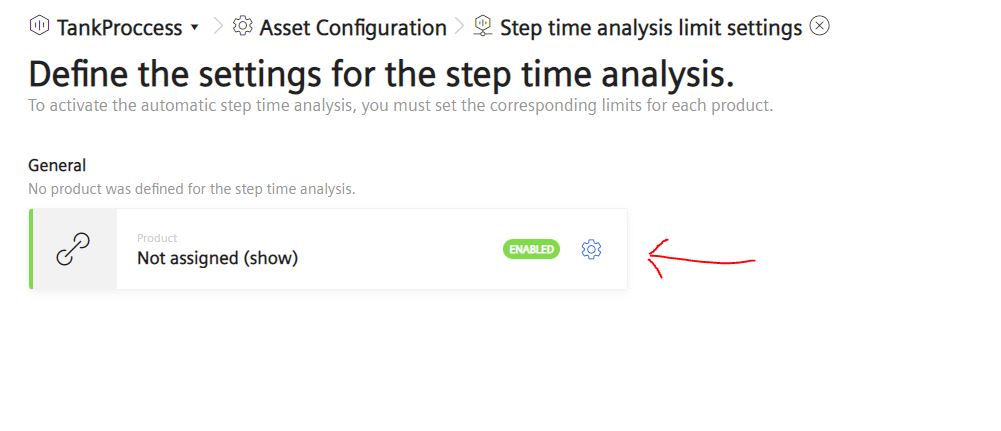 TankProccess Asset Configuration Step time analysis limit settings
Define the settings for the step time analysis.
To activate the automatic step time analysis, you must set the corresponding limits for each product.
General
No product was defined for the step time analysis.
Product
Not assigned (show)
ENABLED